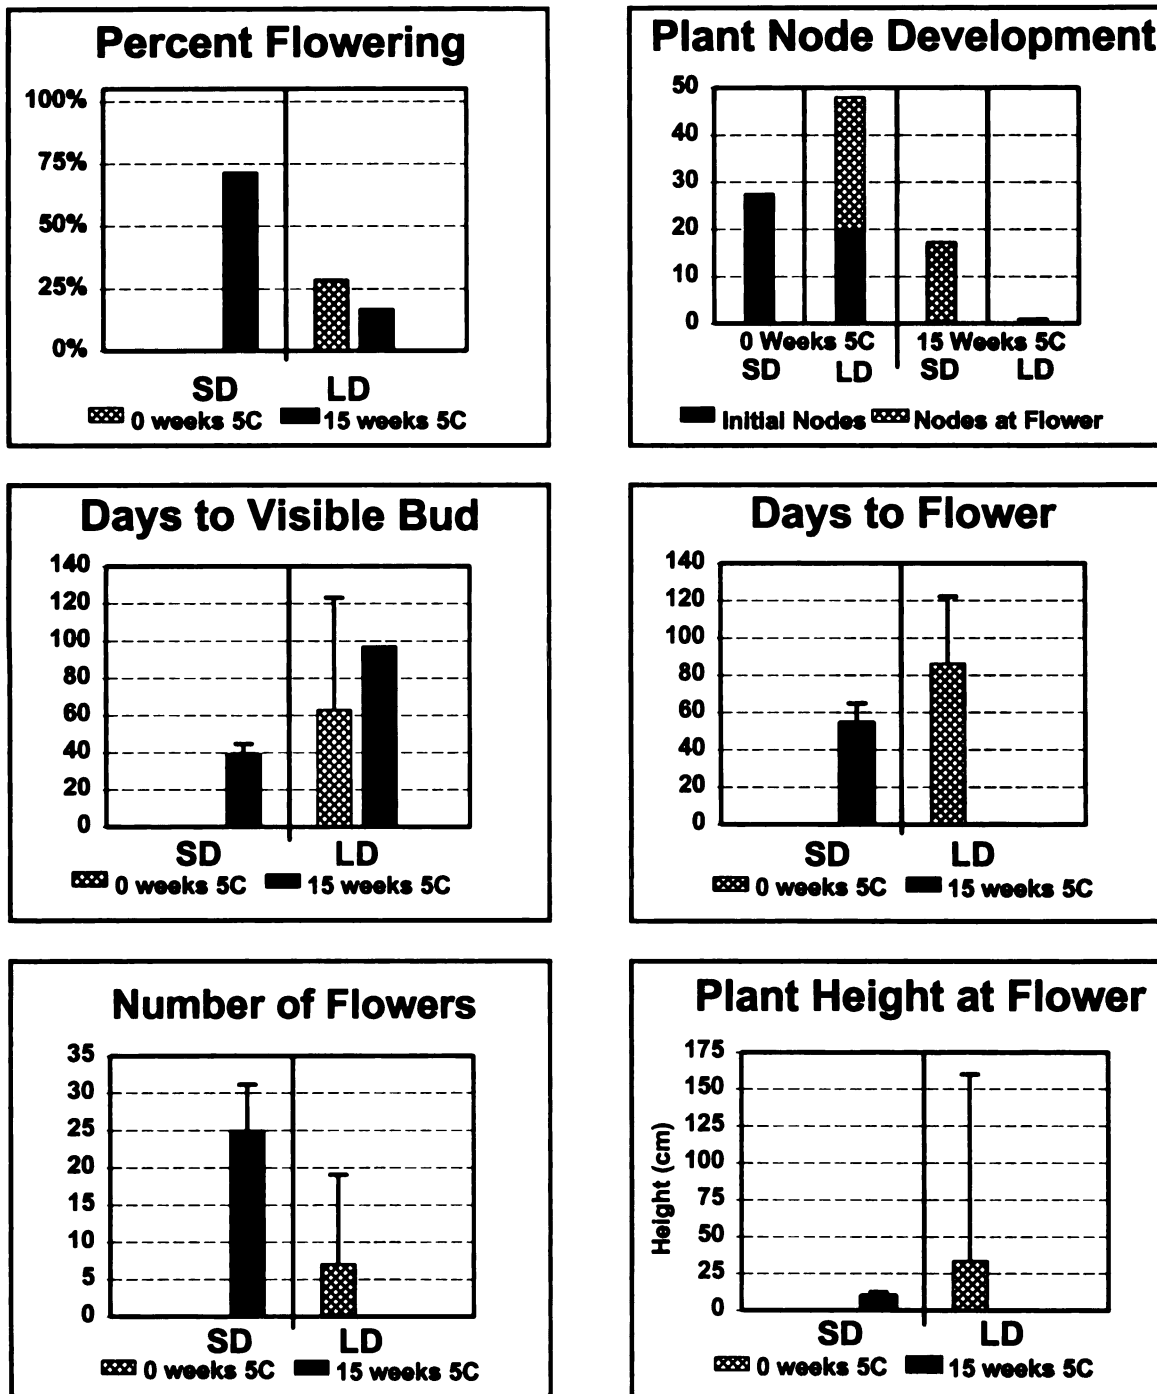 Percent Flowering
100%
75%
50%
25%
0%
SD LD
0 weeks 5C 15 weeks 5C
Plant Node Development
50
40
30
20
10
0
0 Weeks 5C 15 Weeks 5C
SD LD SD LD
Initial Nodes Nodes at Flower
Days to Visible Bud
140
120
100
80
60
40
20
0
SD LD
0 weeks 5C 15 weeks 5C
Days to Flower
140
120
100
80
60
40
20
0
SD LD
0 weeks 5C 15 weeks 5C
Number of Flowers
35
30
25
20
15
10
5
0
SD LD
0 weeks 5C 15 weeks 5C
Plant Height at Flower
Height (cm)
175
150
125
100
75
50
25
0
SD LD
0 weeks 5C 15 weeks 5C